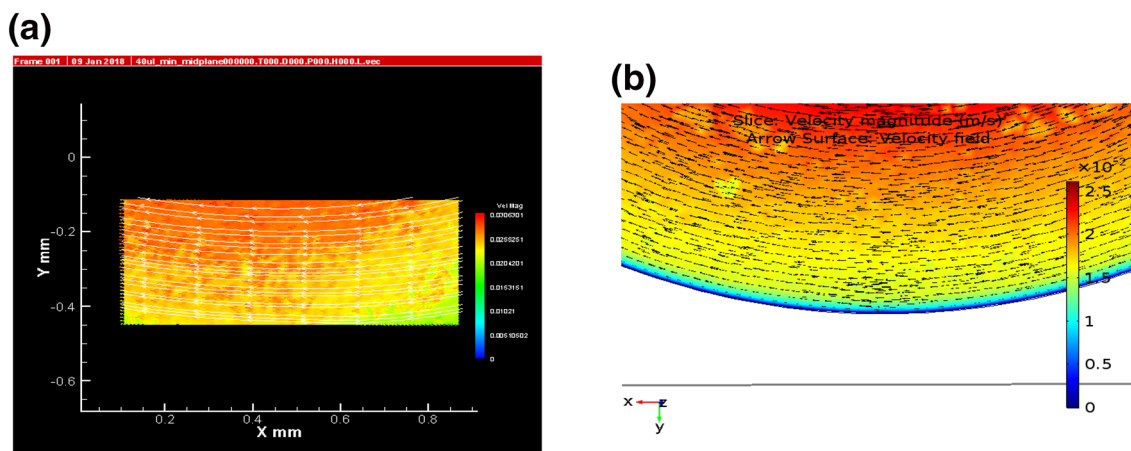 (a)
Frame 001 | 09 Jan 2018 | 40ul_min_midplane000000.T000.D000.P000.H000.L.vec
Y mm
0
-0.2
-0.4
-0.6
0.2
0.4
0.6
0.8
X mm
Vel Mag
0.0306301
0.0255251
0.0204201
0.0153151
0.01021
0.00510502
0
(b)
Slice: Velocity magnitude (m/s)
Arrow Surface: Velocity field
×10⁻²
2.5
2
1.5
1
0.5
0
x
z
y